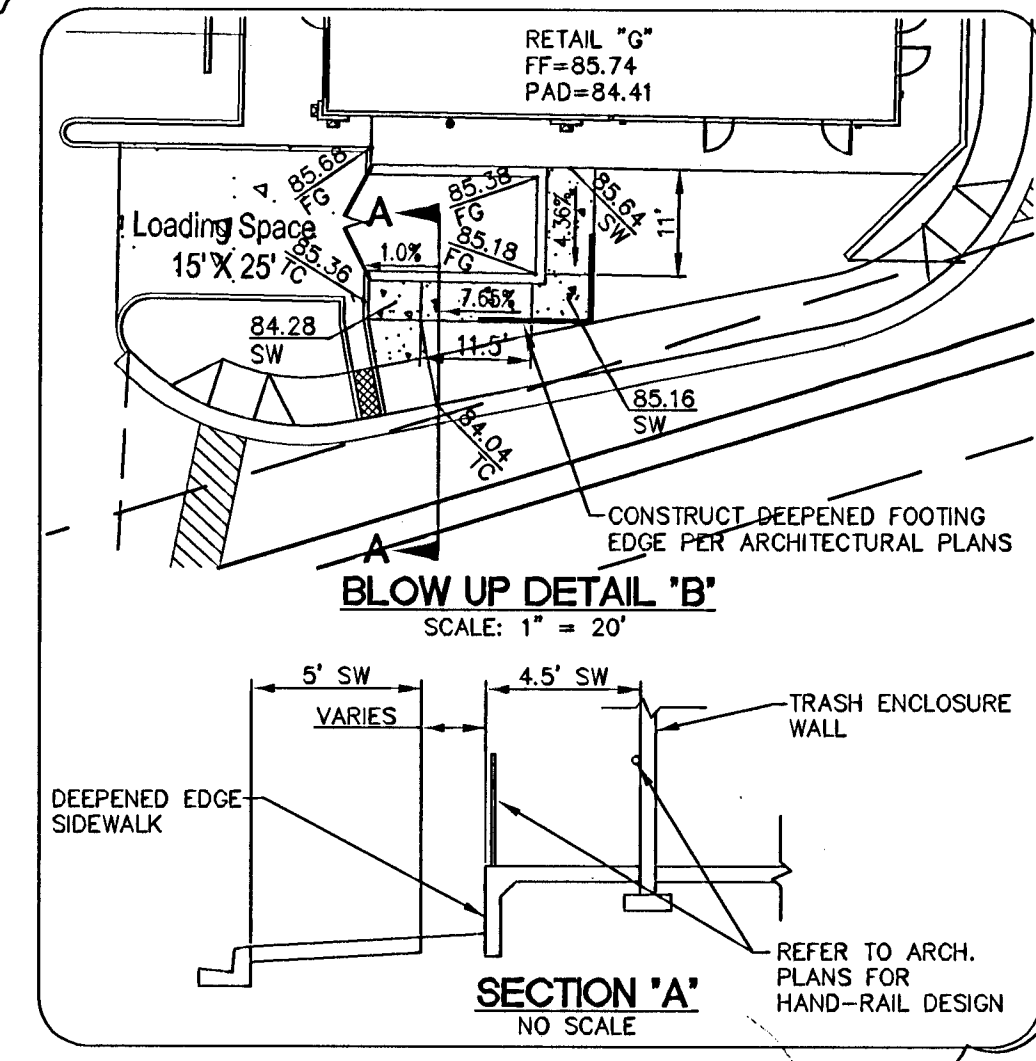 RETAIL "G"
FF=85.74
PAD=84.41
85.68
FG
85.38
FG
85.64
SW
4.36%
11'
A
Loading Space
15' X 25'
1.0%
85.18
FG
85.36
TC
7.65%
84.28
SW
11.5'
85.16
SW
84.04
TC
CONSTRUCT DEEPENED FOOTING
EDGE PER ARCHITECTURAL PLANS
A
BLOW UP DETAIL "B"
SCALE: 1" = 20'
5' SW
4.5' SW
VARIES
TRASH ENCLOSURE
WALL
DEEPENED EDGE
SIDEWALK
REFER TO ARCH.
PLANS FOR
HAND-RAIL DESIGN
SECTION "A"
NO SCALE